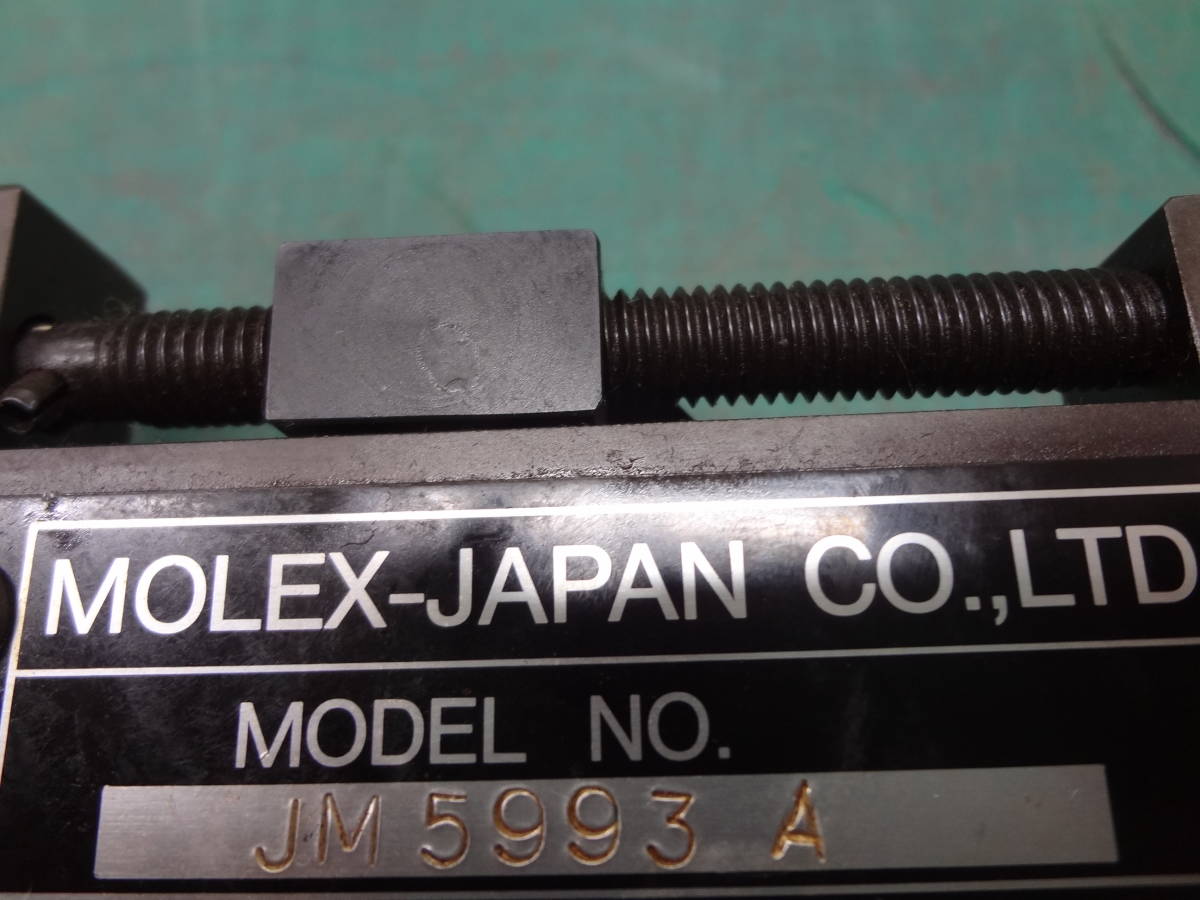 MOLEX-JAPAN CO.,LTD
MODEL NO.
JM 5993 A